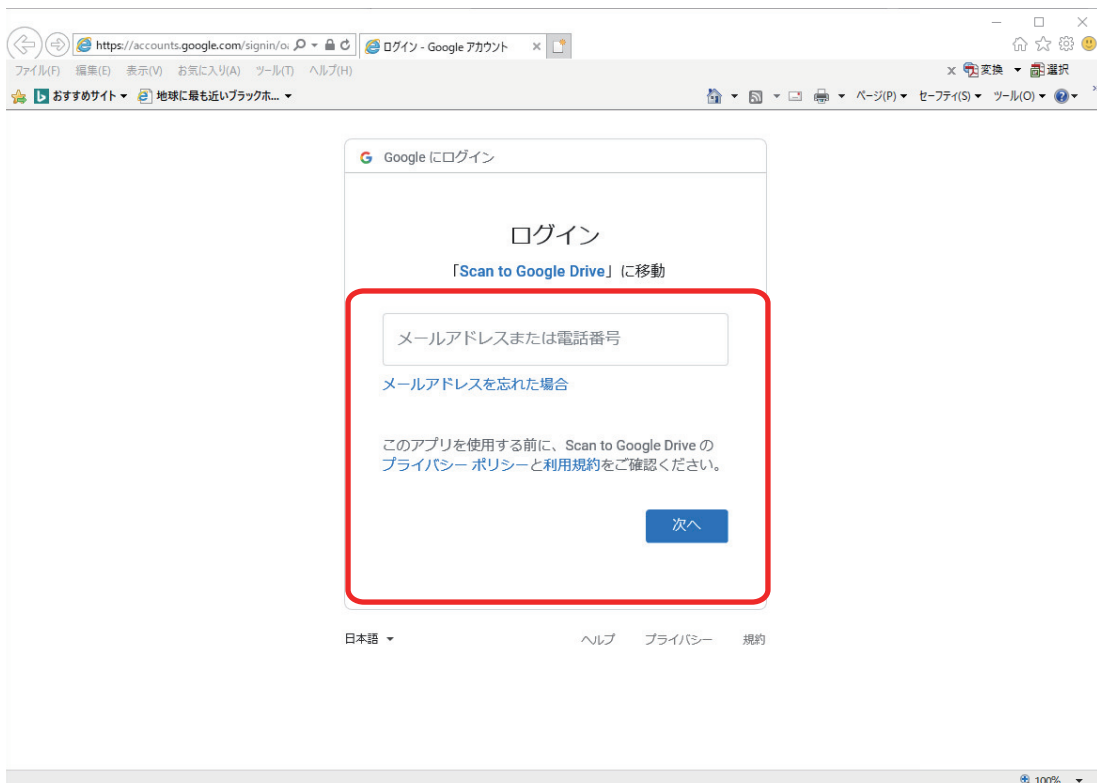 https://accounts.google.com/signin/o
ログイン - Google アカウント
ファイル(F) 編集(E) 表示(V) お気に入り(A) ツール(T) ヘルプ(H)
x 変換 選択
おすすめサイト 地球に最も近いブラックホ...
ページ(P) セーフティ(S) ツール(O)
Google にログイン
ログイン
「Scan to Google Drive」に移動
メールアドレスまたは電話番号
メールアドレスを忘れた場合
このアプリを使用する前に、Scan to Google Drive の
プライバシー ポリシーと利用規約をご確認ください。
次へ
日本語 ヘルプ プライバシー 規約
100%